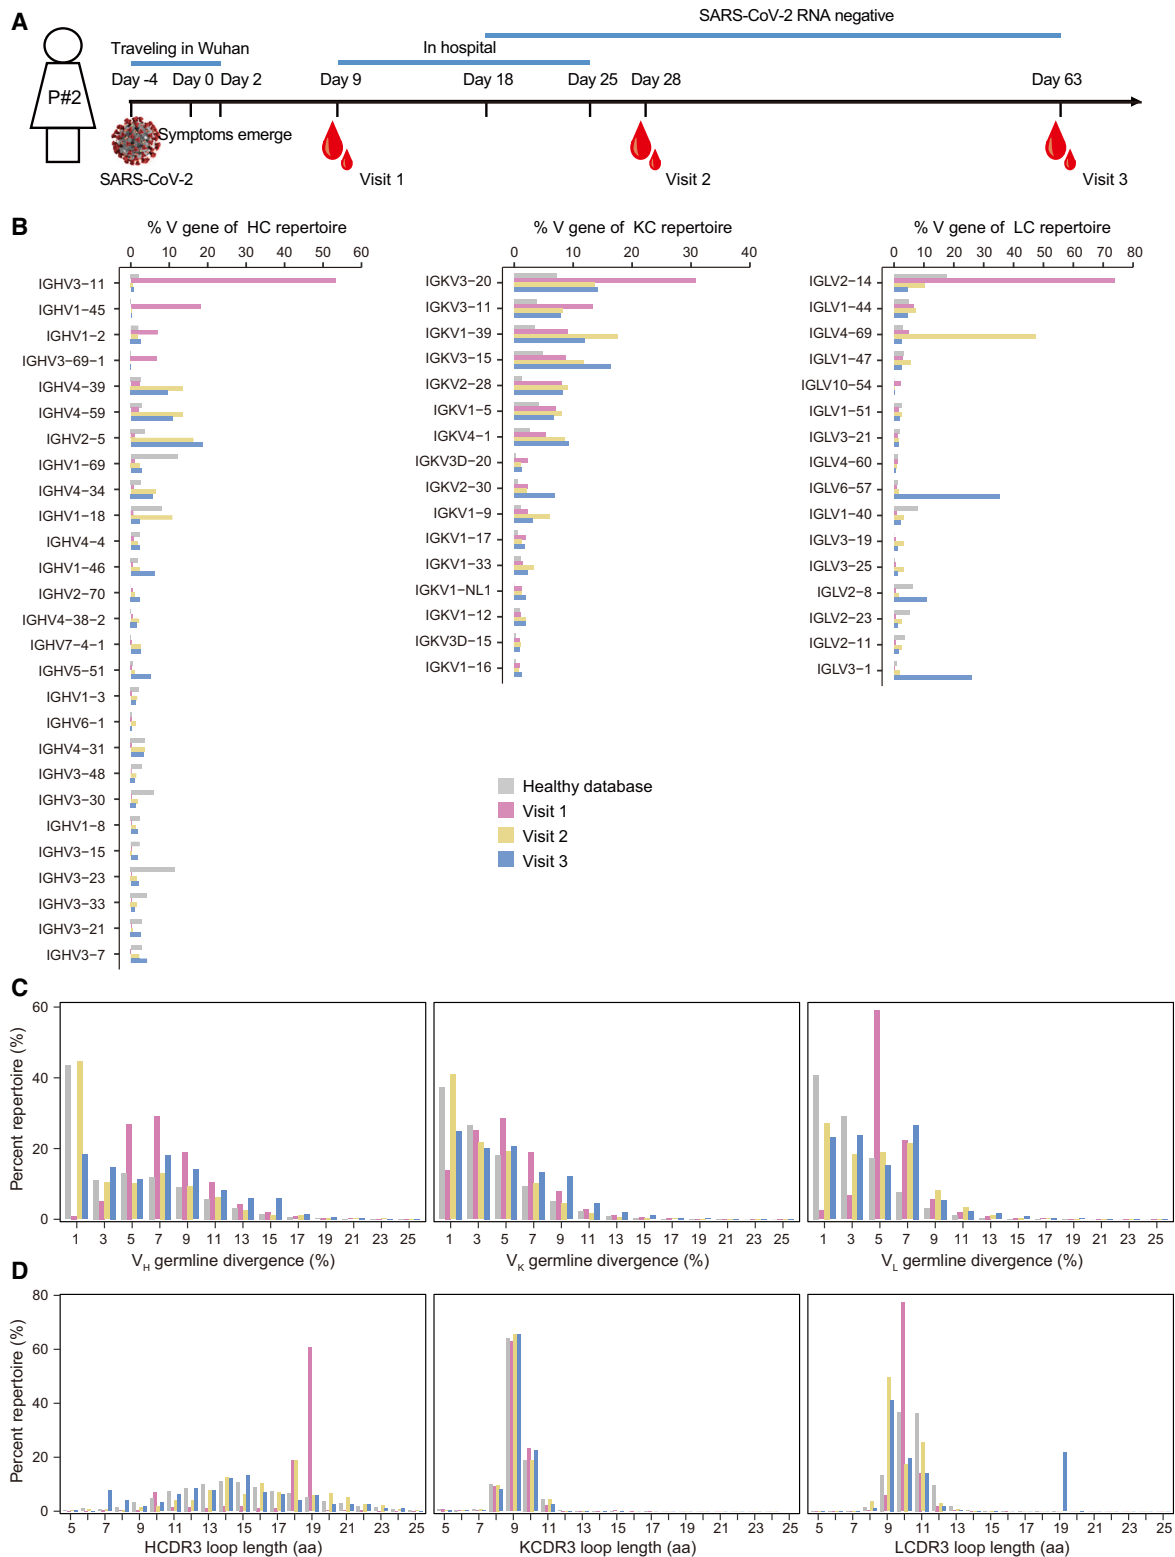 A
SARS-CoV-2 RNA negative
Traveling in Wuhan
In hospital
Day -4
Day 0
Day 2
Day 9
Day 18
Day 25
Day 28
Day 63
P#2
Symptoms emerge
SARS-CoV-2
Visit 1
Visit 2
Visit 3
B
% V gene of HC repertoire
0 10 20 30 40 50 60
IGHV3−11
IGHV1−45
IGHV1−2
IGHV3−69−1
IGHV4−39
IGHV4−59
IGHV2−5
IGHV1−69
IGHV4−34
IGHV1−18
IGHV4−4
IGHV1−46
IGHV2−70
IGHV4−38−2
IGHV7−4−1
IGHV5−51
IGHV1−3
IGHV6−1
IGHV4−31
IGHV3−48
IGHV3−30
IGHV1−8
IGHV3−15
IGHV3−23
IGHV3−33
IGHV3−21
IGHV3−7
% V gene of KC repertoire
0 10 20 30 40
IGKV3−20
IGKV3−11
IGKV1−39
IGKV3−15
IGKV2−28
IGKV1−5
IGKV4−1
IGKV3D−20
IGKV2−30
IGKV1−9
IGKV1−17
IGKV1−33
IGKV1−NL1
IGKV1−12
IGKV3D−15
IGKV1−16
% V gene of LC repertoire
0 10 20 30 40 50 60 70 80
IGLV2−14
IGLV1−44
IGLV4−69
IGLV1−47
IGLV10−54
IGLV1−51
IGLV3−21
IGLV4−60
IGLV6−57
IGLV1−40
IGLV3−19
IGLV3−25
IGLV2−8
IGLV2−23
IGLV2−11
IGLV3−1
Healthy database
Visit 1
Visit 2
Visit 3
C
Percent repertoire (%)
60
40
20
0
1 3 5 7 9 11 13 15 17 19 21 23 25
VH germline divergence (%)
1 3 5 7 9 11 13 15 17 19 21 23 25
VK germline divergence (%)
1 3 5 7 9 11 13 15 17 19 21 23 25
VL germline divergence (%)
D
Percent repertoire (%)
80
60
40
20
0
5 7 9 11 13 15 17 19 21 23 25
HCDR3 loop length (aa)
5 7 9 11 13 15 17 19 21 23 25
KCDR3 loop length (aa)
5 7 9 11 13 15 17 19 21 23 25
LCDR3 loop length (aa)